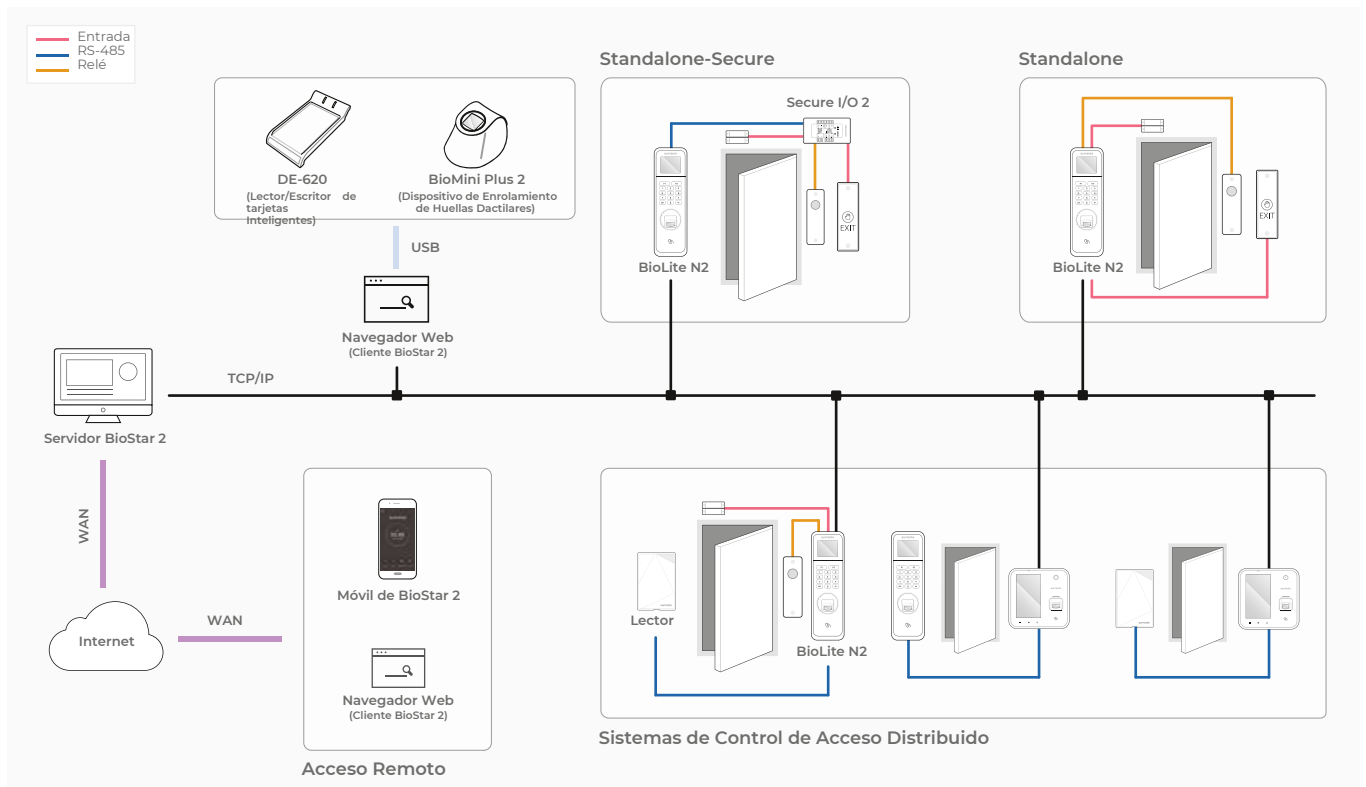 Entrada
RS-485
Relé
DE-620
(Lector/Escritor de
tarjetas
Inteligentes)
BioMini Plus 2
(Dispositivo de Enrolamiento
de Huellas Dactilares)
USB
Navegador Web
(Cliente BioStar 2)
Standalone-Secure
Secure I/O 2
EXIT
BioLite N2
Standalone
EXIT
BioLite N2
TCP/IP
Servidor BioStar 2
WAN
Internet
WAN
Móvil de BioStar 2
Navegador Web
(Cliente BioStar 2)
Acceso Remoto
Lector
BioLite N2
Sistemas de Control de Acceso Distribuido